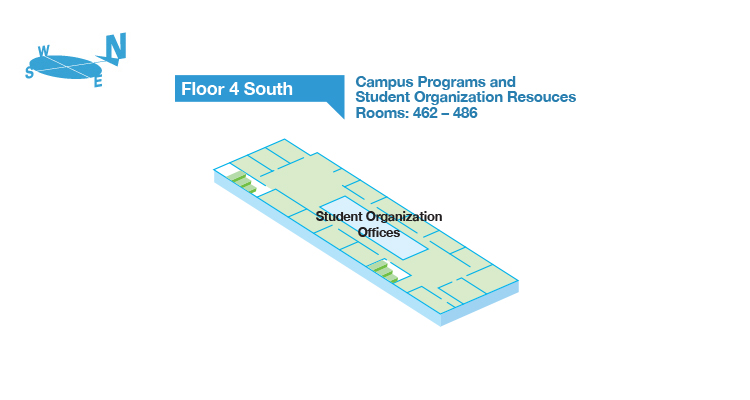 N
W
S
E
Floor 4 South
Campus Programs and
Student Organization Resouces
Rooms: 462 – 486
Student Organization
Offices